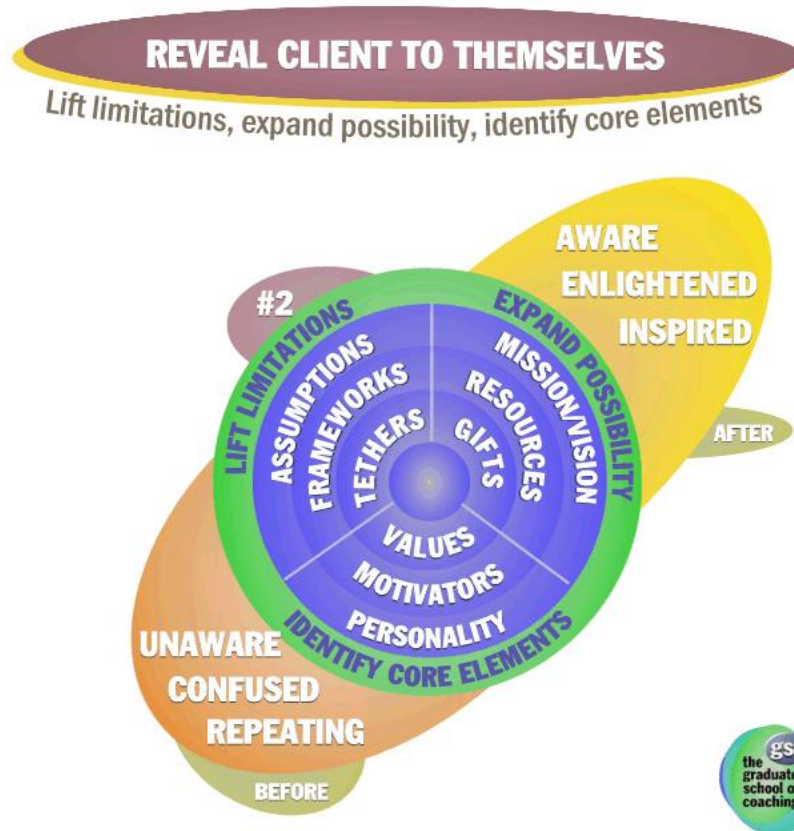 REVEAL CLIENT TO THEMSELVES
Lift limitations, expand possibility, identify core elements
AWARE
ENLIGHTENED
INSPIRED
AFTER
#2
LIFT LIMITATIONS
ASSUMPTIONS
FRAMEWORKS
TETHERS
EXPAND POSSIBILITY
MISSION/VISION
RESOURCES
GIFTS
VALUES
MOTIVATORS
PERSONALITY
IDENTIFY CORE ELEMENTS
UNAWARE
CONFUSED
REPEATING
BEFORE
the
graduate
school o
coaching